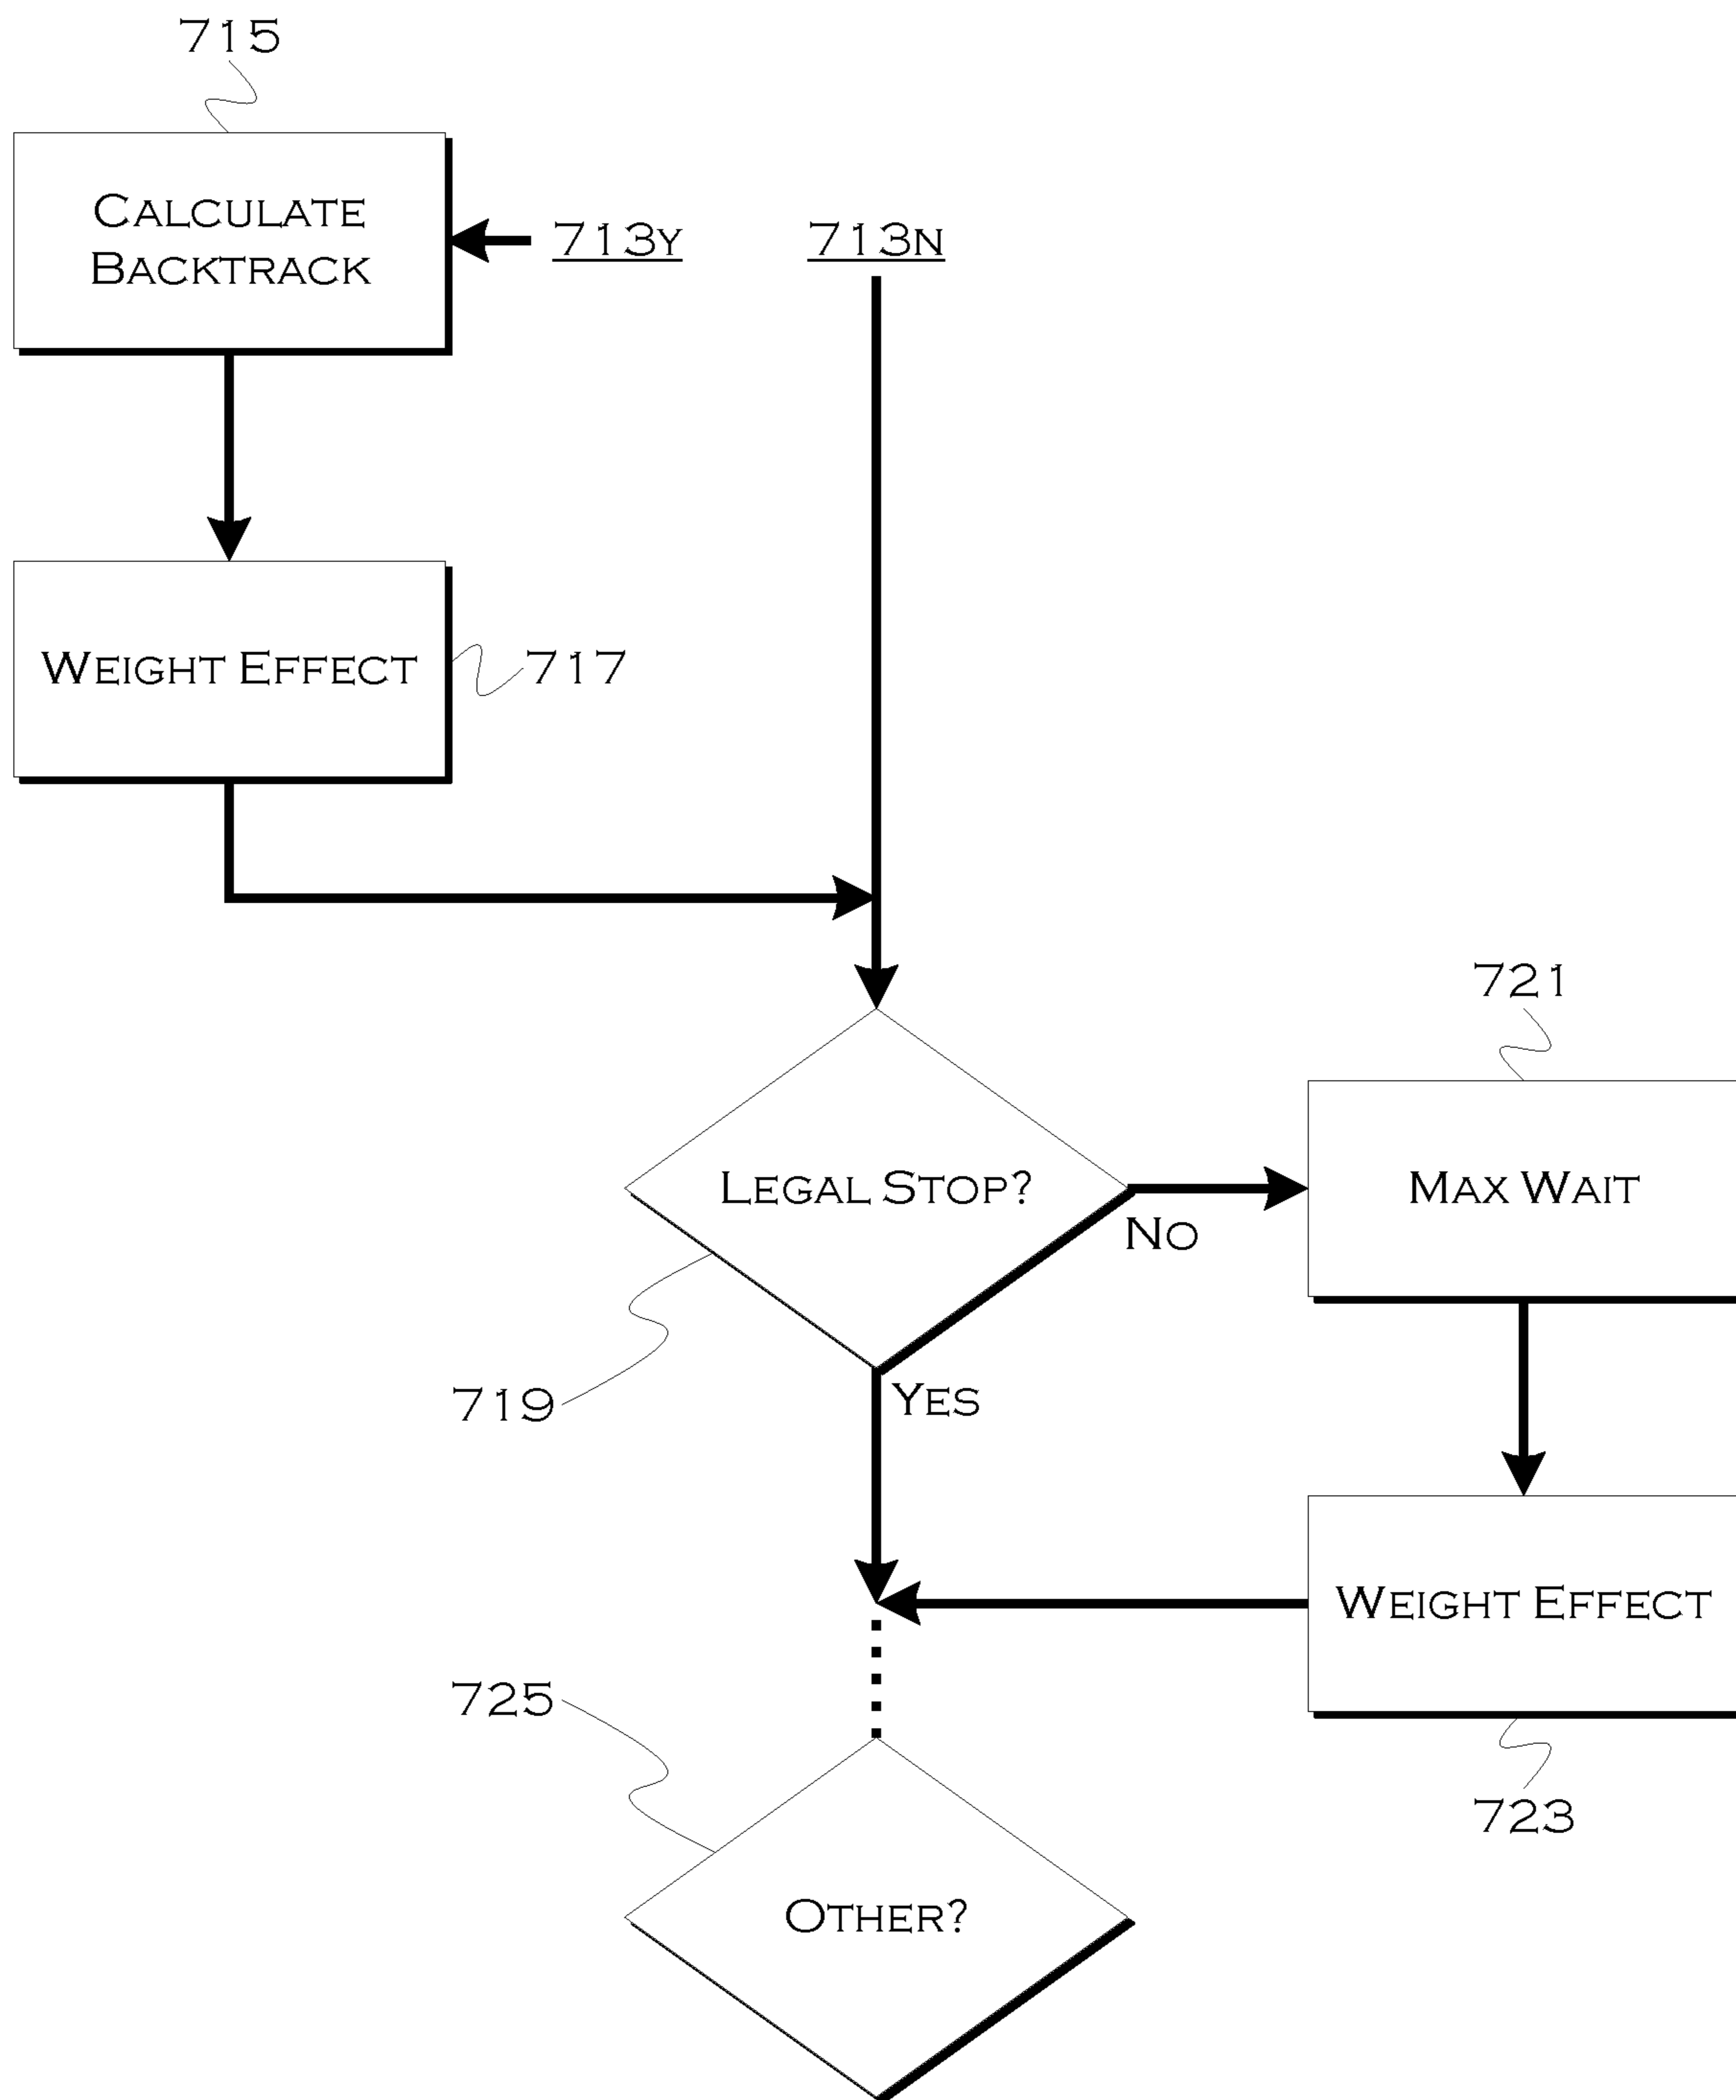 715
CALCULATE
BACKTRACK
713Y
713N
WEIGHT EFFECT
717
721
LEGAL STOP?
MAX WAIT
NO
719
YES
WEIGHT EFFECT
725
723
OTHER?